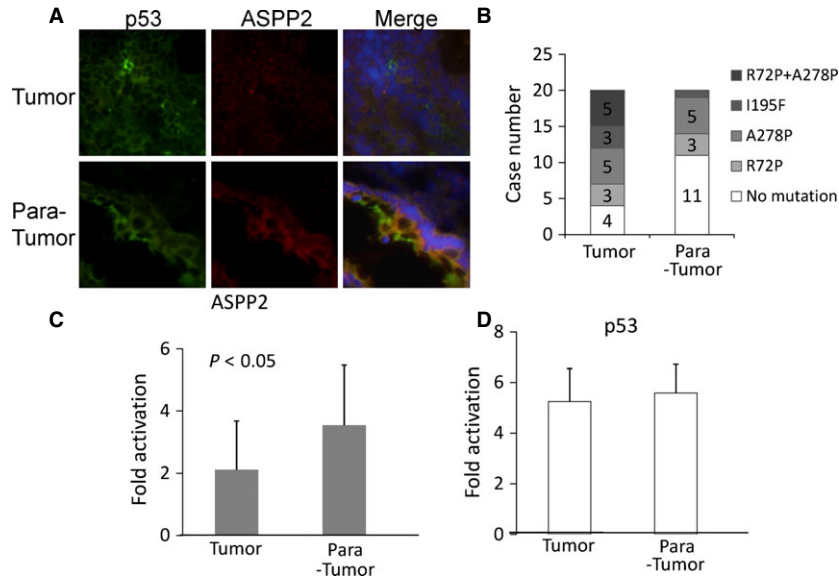 A
p53
ASPP2
Merge
Tumor
Para-
Tumor
B
Case number
25
20
15
10
5
0
5
3
5
3
4
5
3
11
Tumor
Para
-Tumor
R72P+A278P
I195F
A278P
R72P
No mutation
C
ASPP2
P < 0.05
Fold activation
6
4
2
0
Tumor
Para
-Tumor
D
p53
Fold activation
8
6
4
2
0
Tumor
Para
-Tumor